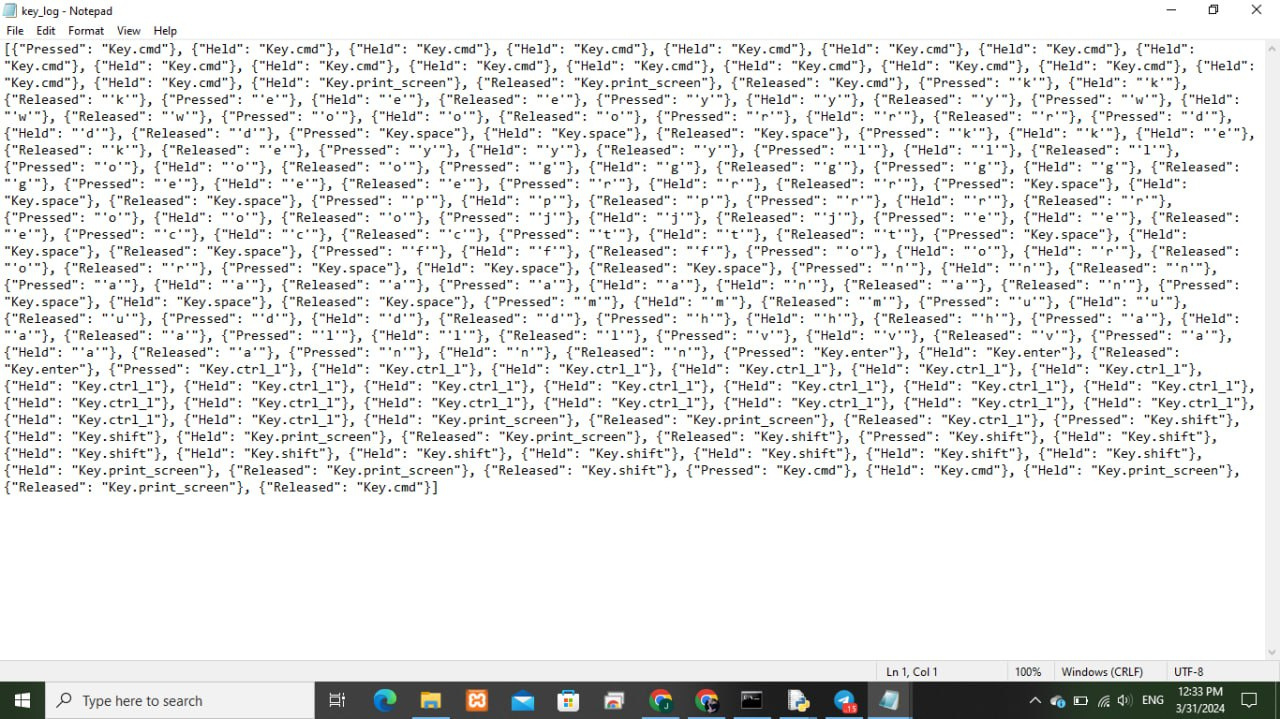 key_log - Notepad
File Edit Format View Help
[{"Pressed": "Key.cmd"}, {"Held": "Key.cmd"}, {"Held": "Key.cmd"}, {"Held": "Key.cmd"}, {"Held": "Key.cmd"}, {"Held": "Key.cmd"}, {"Held": "Key.cmd"}, {"Held":
"Key.cmd"}, {"Held": "Key.cmd"}, {"Held": "Key.cmd"}, {"Held": "Key.cmd"}, {"Held": "Key.cmd"}, {"Held": "Key.cmd"}, {"Held": "Key.cmd"}, {"Held": "Key.cmd"}, {"Held":
"Key.cmd"}, {"Held": "Key.cmd"}, {"Held": "Key.print_screen"}, {"Released": "Key.print_screen"}, {"Released": "Key.cmd"}, {"Pressed": "'k'"}, {"Held": "'k'"},
{"Released": "'k'"}, {"Pressed": "'e'"}, {"Held": "'e'"}, {"Released": "'e'"}, {"Pressed": "'y'"}, {"Held": "'y'"}, {"Released": "'y'"}, {"Pressed": "'w'"}, {"Held":
"'w'"}, {"Released": "'w'"}, {"Pressed": "'o'"}, {"Held": "'o'"}, {"Released": "'o'"}, {"Pressed": "'r'"}, {"Held": "'r'"}, {"Released": "'r'"}, {"Pressed": "'d'"},
{"Held": "'d'"}, {"Released": "'d'"}, {"Pressed": "Key.space"}, {"Held": "Key.space"}, {"Released": "Key.space"}, {"Pressed": "'k'"}, {"Held": "'k'"}, {"Held": "'e'"},
{"Released": "'k'"}, {"Released": "'e'"}, {"Pressed": "'y'"}, {"Held": "'y'"}, {"Released": "'y'"}, {"Pressed": "'l'"}, {"Held": "'l'"}, {"Released": "'l'"},
{"Pressed": "'o'"}, {"Held": "'o'"}, {"Released": "'o'"}, {"Pressed": "'g'"}, {"Held": "'g'"}, {"Released": "'g'"}, {"Pressed": "'g'"}, {"Held": "'g'"}, {"Released":
"'g'"}, {"Pressed": "'e'"}, {"Held": "'e'"}, {"Released": "'e'"}, {"Pressed": "'r'"}, {"Held": "'r'"}, {"Released": "'r'"}, {"Pressed": "Key.space"}, {"Held":
"Key.space"}, {"Released": "Key.space"}, {"Pressed": "'p'"}, {"Held": "'p'"}, {"Released": "'p'"}, {"Pressed": "'r'"}, {"Held": "'r'"}, {"Released": "'r'"},
{"Pressed": "'o'"}, {"Held": "'o'"}, {"Released": "'o'"}, {"Pressed": "'j'"}, {"Held": "'j'"}, {"Released": "'j'"}, {"Pressed": "'e'"}, {"Held": "'e'"}, {"Released":
"'e'"}, {"Pressed": "'c'"}, {"Held": "'c'"}, {"Released": "'c'"}, {"Pressed": "'t'"}, {"Held": "'t'"}, {"Released": "'t'"}, {"Pressed": "Key.space"}, {"Held":
"Key.space"}, {"Released": "Key.space"}, {"Pressed": "'f'"}, {"Held": "'f'"}, {"Released": "'f'"}, {"Pressed": "'o'"}, {"Held": "'o'"}, {"Held": "'r'"}, {"Released":
"'o'"}, {"Released": "'r'"}, {"Pressed": "Key.space"}, {"Held": "Key.space"}, {"Released": "Key.space"}, {"Pressed": "'n'"}, {"Held": "'n'"}, {"Released": "'n'"},
{"Pressed": "'a'"}, {"Held": "'a'"}, {"Released": "'a'"}, {"Pressed": "'a'"}, {"Held": "'a'"}, {"Held": "'n'"}, {"Released": "'a'"}, {"Released": "'n'"}, {"Pressed":
"Key.space"}, {"Held": "Key.space"}, {"Released": "Key.space"}, {"Pressed": "'m'"}, {"Held": "'m'"}, {"Released": "'m'"}, {"Pressed": "'u'"}, {"Held": "'u'"},
{"Released": "'u'"}, {"Pressed": "'d'"}, {"Held": "'d'"}, {"Released": "'d'"}, {"Pressed": "'h'"}, {"Held": "'h'"}, {"Released": "'h'"}, {"Pressed": "'a'"}, {"Held":
"'a'"}, {"Released": "'a'"}, {"Pressed": "'l'"}, {"Held": "'l'"}, {"Released": "'l'"}, {"Pressed": "'v'"}, {"Held": "'v'"}, {"Released": "'v'"}, {"Pressed": "'a'"},
{"Held": "'a'"}, {"Released": "'a'"}, {"Pressed": "'n'"}, {"Held": "'n'"}, {"Released": "'n'"}, {"Pressed": "Key.enter"}, {"Held": "Key.enter"}, {"Released":
"Key.enter"}, {"Pressed": "Key.ctrl_l"}, {"Held": "Key.ctrl_l"}, {"Held": "Key.ctrl_l"}, {"Held": "Key.ctrl_l"}, {"Held": "Key.ctrl_l"}, {"Held": "Key.ctrl_l"},
{"Held": "Key.ctrl_l"}, {"Held": "Key.ctrl_l"}, {"Held": "Key.ctrl_l"}, {"Held": "Key.ctrl_l"}, {"Held": "Key.ctrl_l"}, {"Held": "Key.ctrl_l"}, {"Held": "Key.ctrl_l"},
{"Held": "Key.ctrl_l"}, {"Held": "Key.ctrl_l"}, {"Held": "Key.ctrl_l"}, {"Held": "Key.ctrl_l"}, {"Held": "Key.ctrl_l"}, {"Held": "Key.ctrl_l"}, {"Held": "Key.ctrl_l"},
{"Held": "Key.ctrl_l"}, {"Held": "Key.ctrl_l"}, {"Held": "Key.print_screen"}, {"Released": "Key.print_screen"}, {"Released": "Key.ctrl_l"}, {"Pressed": "Key.shift"},
{"Held": "Key.shift"}, {"Held": "Key.print_screen"}, {"Released": "Key.print_screen"}, {"Released": "Key.shift"}, {"Pressed": "Key.shift"}, {"Held": "Key.shift"},
{"Held": "Key.shift"}, {"Held": "Key.shift"}, {"Held": "Key.shift"}, {"Held": "Key.shift"}, {"Held": "Key.shift"}, {"Held": "Key.shift"}, {"Held": "Key.shift"},
{"Held": "Key.print_screen"}, {"Released": "Key.print_screen"}, {"Released": "Key.shift"}, {"Pressed": "Key.cmd"}, {"Held": "Key.cmd"}, {"Held": "Key.print_screen"},
{"Released": "Key.print_screen"}, {"Released": "Key.cmd"}]
Ln 1, Col 1 100% Windows (CRLF) UTF-8
Type here to search 15 ENG 12:33 PM
3/31/2024